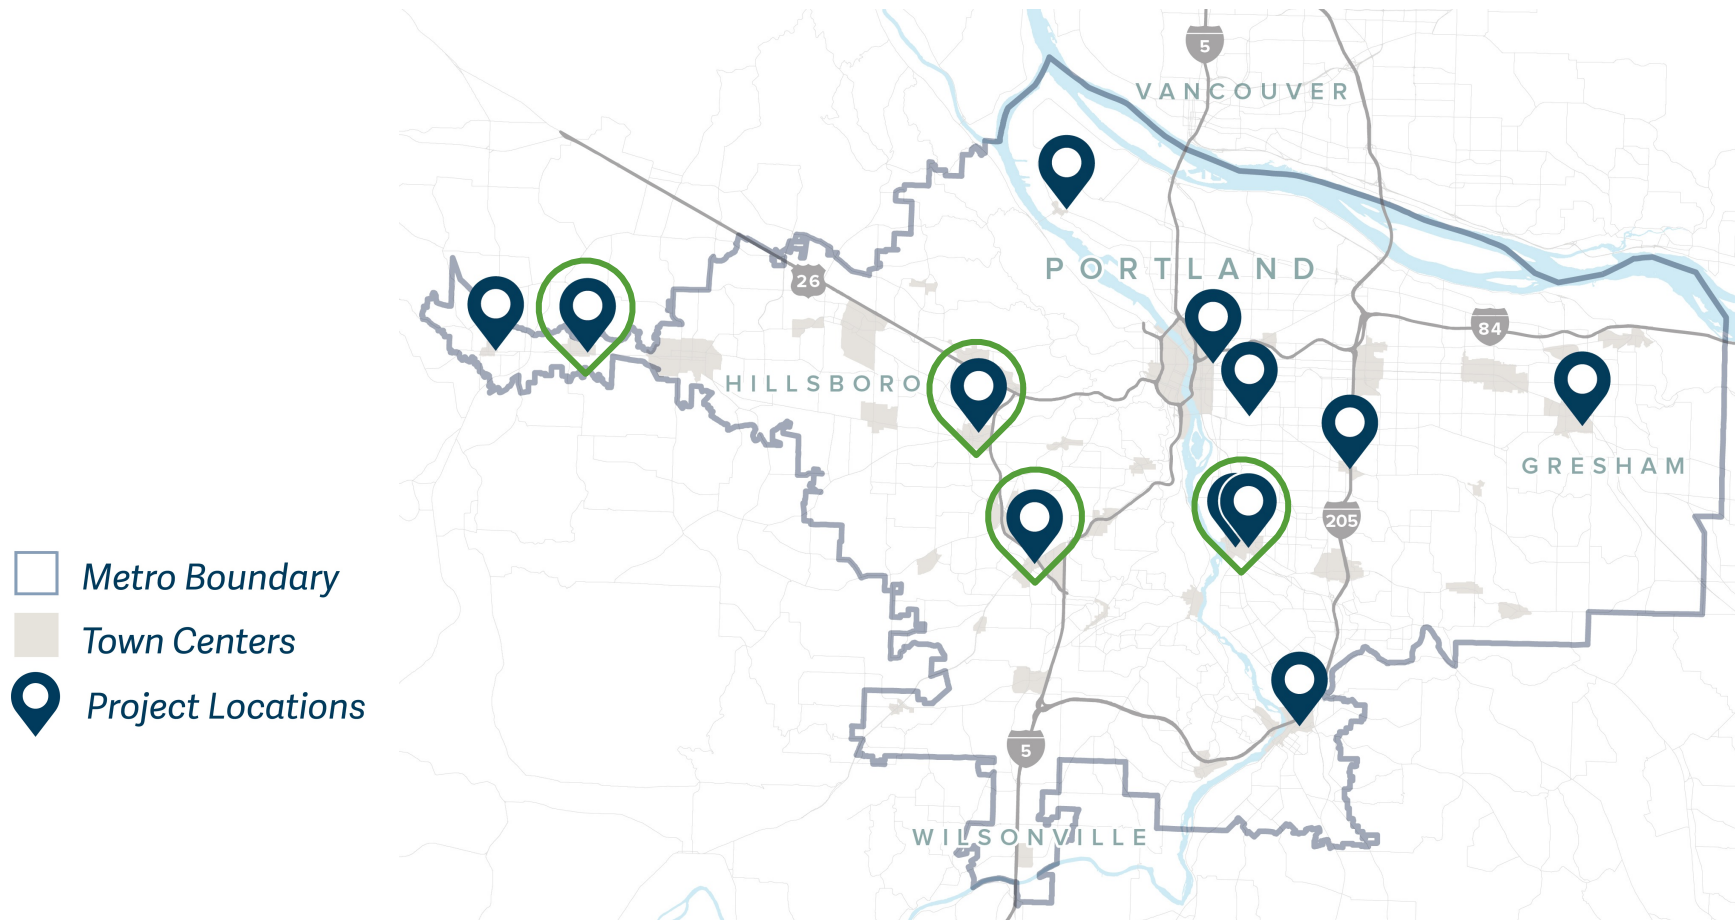 5
VANCOUVER
PORTLAND
26
84
HILLSBORO
GRESHAM
205
Metro Boundary
Town Centers
Project Locations
5
WILSONVILLE